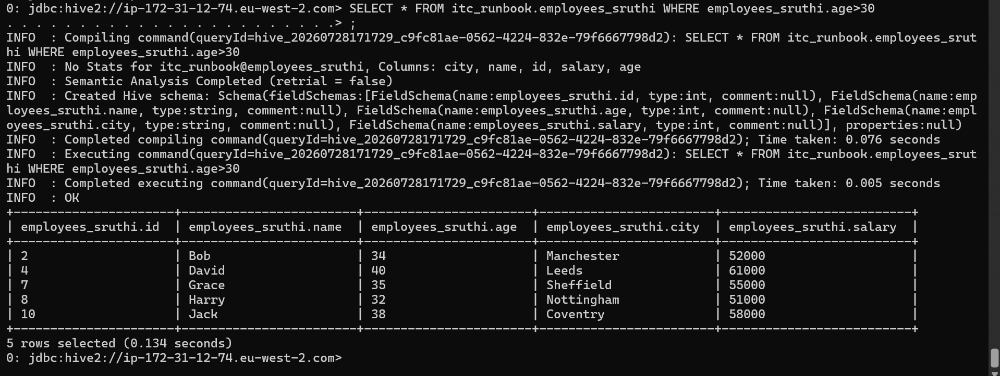 0: jdbc:hive2://ip-172-31-12-74.eu-west-2.com> SELECT * FROM itc_runbook.employees_sruthi WHERE employees_sruthi.age>30
. . . . . . . . . . . . . . . . . . . . . . .> ;
INFO  : Compiling command(queryId=hive_20260728171729_c9fc81ae-0562-4224-832e-79f6667798d2): SELECT * FROM itc_runbook.employees_srut
hi WHERE employees_sruthi.age>30
INFO  : No Stats for itc_runbook@employees_sruthi, Columns: city, name, id, salary, age
INFO  : Semantic Analysis Completed (retrial = false)
INFO  : Created Hive schema: Schema(fieldSchemas:[FieldSchema(name:employees_sruthi.id, type:int, comment:null), FieldSchema(name:emp
loyees_sruthi.name, type:string, comment:null), FieldSchema(name:employees_sruthi.age, type:int, comment:null), FieldSchema(name:empl
oyees_sruthi.city, type:string, comment:null), FieldSchema(name:employees_sruthi.salary, type:int, comment:null)], properties:null)
INFO  : Completed compiling command(queryId=hive_20260728171729_c9fc81ae-0562-4224-832e-79f6667798d2); Time taken: 0.076 seconds
INFO  : Executing command(queryId=hive_20260728171729_c9fc81ae-0562-4224-832e-79f6667798d2): SELECT * FROM itc_runbook.employees_srut
hi WHERE employees_sruthi.age>30
INFO  : Completed executing command(queryId=hive_20260728171729_c9fc81ae-0562-4224-832e-79f6667798d2); Time taken: 0.005 seconds
INFO  : OK
+----------------------+------------------------+-----------------------+------------------------+--------------------------+
| employees_sruthi.id  | employees_sruthi.name  | employees_sruthi.age  | employees_sruthi.city  | employees_sruthi.salary  |
+----------------------+------------------------+-----------------------+------------------------+--------------------------+
| 2                    | Bob                    | 34                    | Manchester             | 52000                    |
| 4                    | David                  | 40                    | Leeds                  | 61000                    |
| 7                    | Grace                  | 35                    | Sheffield              | 55000                    |
| 8                    | Harry                  | 32                    | Nottingham             | 51000                    |
| 10                   | Jack                   | 38                    | Coventry               | 58000                    |
+----------------------+------------------------+-----------------------+------------------------+--------------------------+
5 rows selected (0.134 seconds)
0: jdbc:hive2://ip-172-31-12-74.eu-west-2.com>